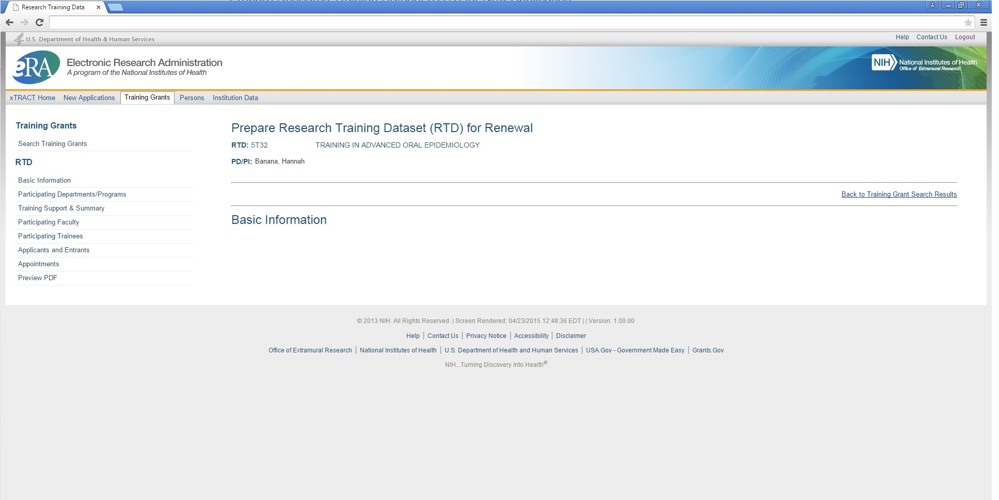 Research Training Data
U.S. Department of Health & Human Services
Help Contact Us Logout
eRA
Electronic Research Administration
A program of the National Institutes of Health
NIH National Institutes of Health
Office of Extramural Research
xTRACT Home New Applications Training Grants Persons Institution Data
Training Grants
Search Training Grants
RTD
Basic Information
Participating Departments/Programs
Training Support & Summary
Participating Faculty
Participating Trainees
Applicants and Entrants
Appointments
Preview PDF
Prepare Research Training Dataset (RTD) for Renewal
RTD: 5T32 TRAINING IN ADVANCED ORAL EPIDEMIOLOGY
PD/PI: Banana, Hannah
Back to Training Grant Search Results
Basic Information
© 2013 NIH. All Rights Reserved. | Screen Rendered: 04/23/2015 12:48:36 EDT | | Version: 1.00.00
Help | Contact Us | Privacy Notice | Accessibility | Disclaimer
Office of Extramural Research | National Institutes of Health | U.S. Department of Health and Human Services | USA.Gov - Government Made Easy | Grants.Gov
NIH...Turning Discovery Into Health®